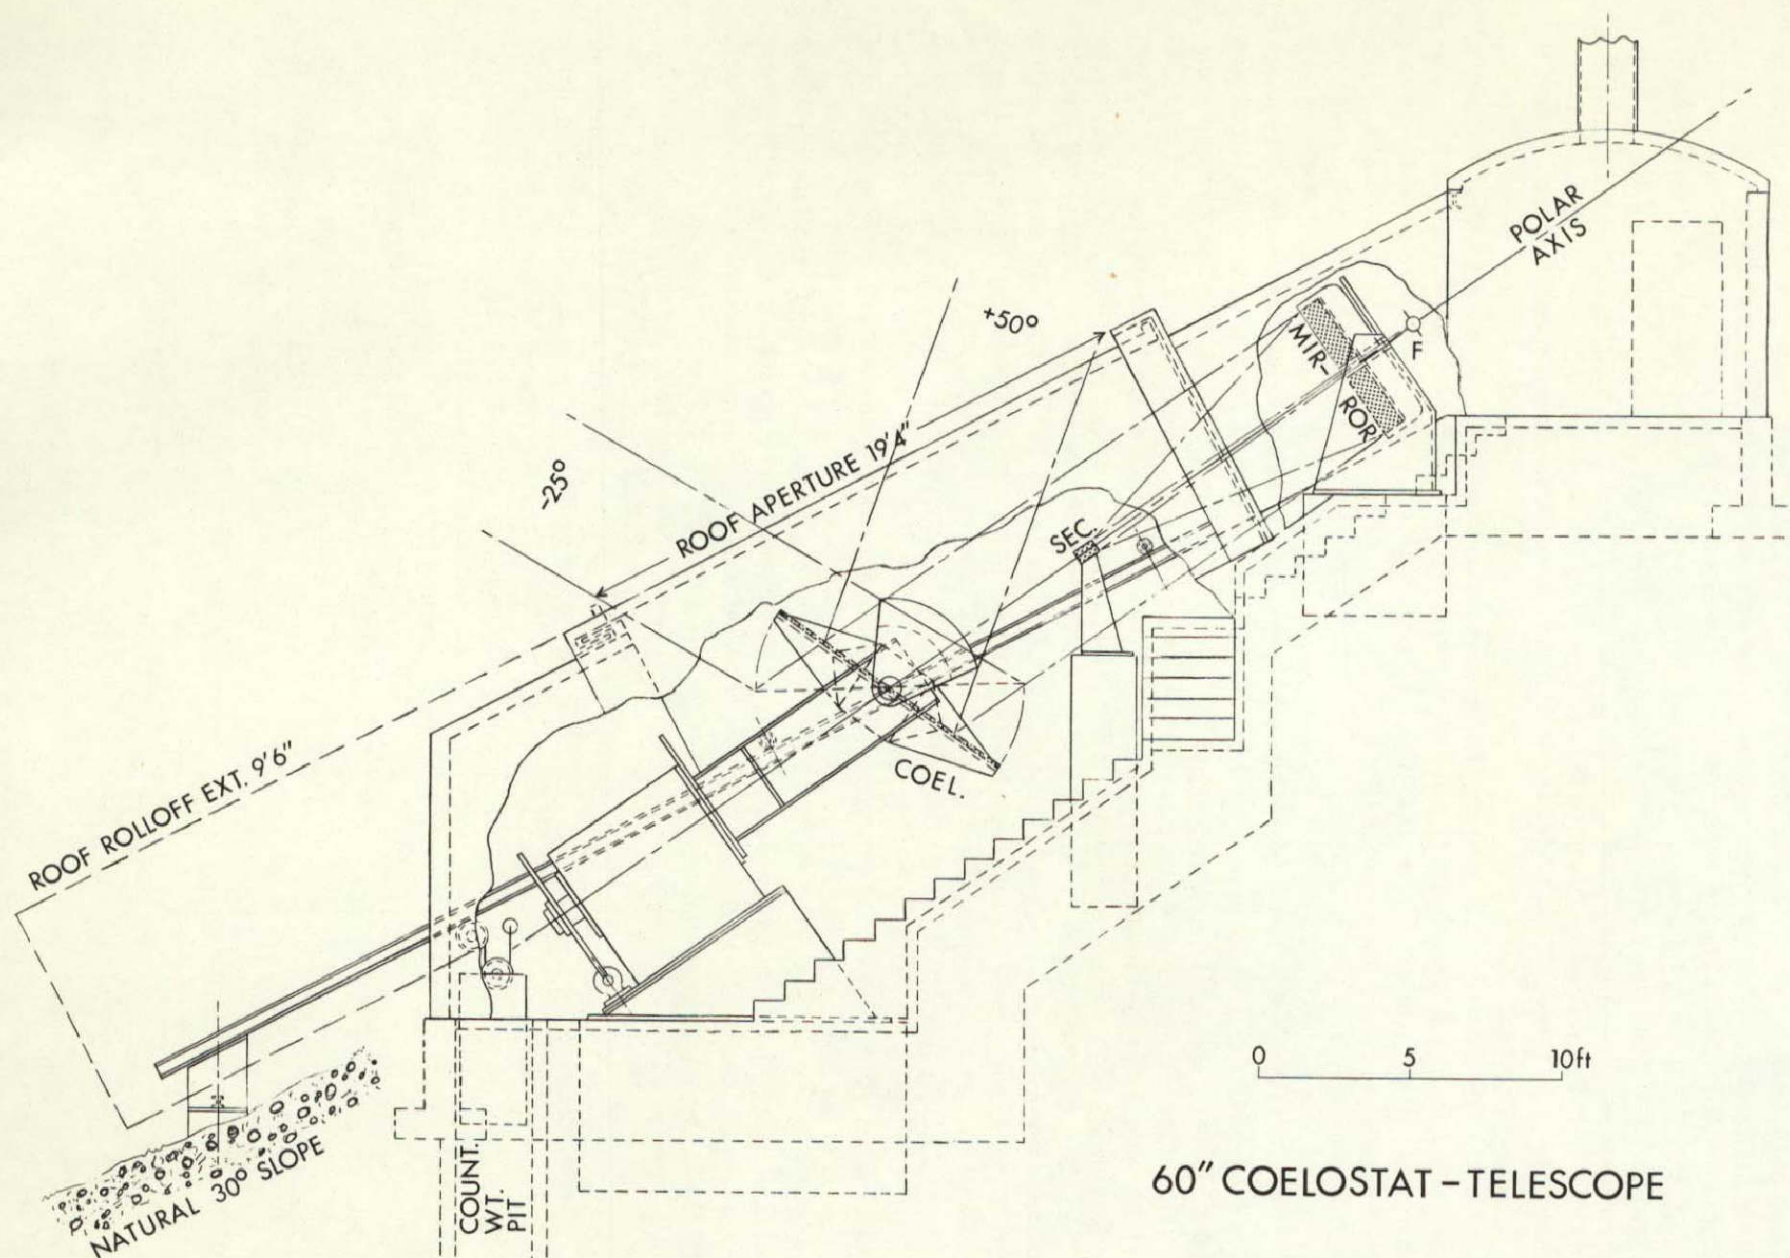 POLAR
AXIS
+50°
MIR-
ROR
F
-25°
ROOF APERTURE 19'4"
SEC.
ROOF ROLLOFF EXT. 9'6"
COEL.
0 5 10ft
NATURAL 30° SLOPE
COUNT.
WT.
PIT
60" COELOSTAT-TELESCOPE